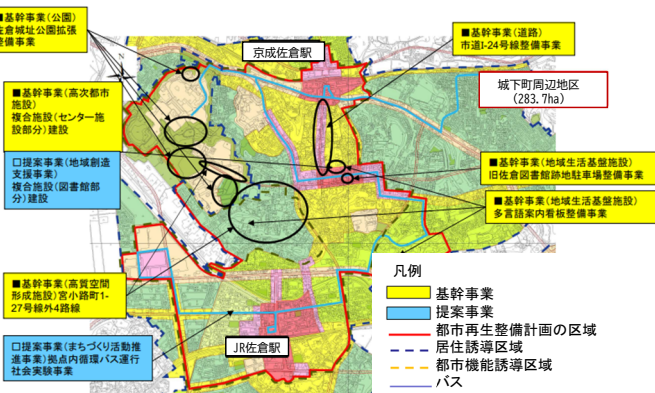 ■基幹事業(公園)
佐倉城址公園拡張
整備事業
京成佐倉駅
■基幹事業(道路)
市道I-24号線整備事業
城下町周辺地区
(283.7ha)
■基幹事業(高次都市
施設)
複合施設(センター施
設部分)建設
□提案事業(地域創造
支援事業)
複合施設(図書館部
分)建設
■基幹事業(地域生活基盤施設)
旧佐倉図書館跡地駐車場整備事業
■基幹事業(地域生活基盤施設)
多言語案内看板整備事業
■基幹事業(高質空間
形成施設)宮小路町1-
27号線外4路線
□提案事業(まちづくり活動推
進事業)拠点内循環バス運行
社会実験事業
JR佐倉駅
凡例
基幹事業
提案事業
都市再生整備計画の区域
居住誘導区域
都市機能誘導区域
バス